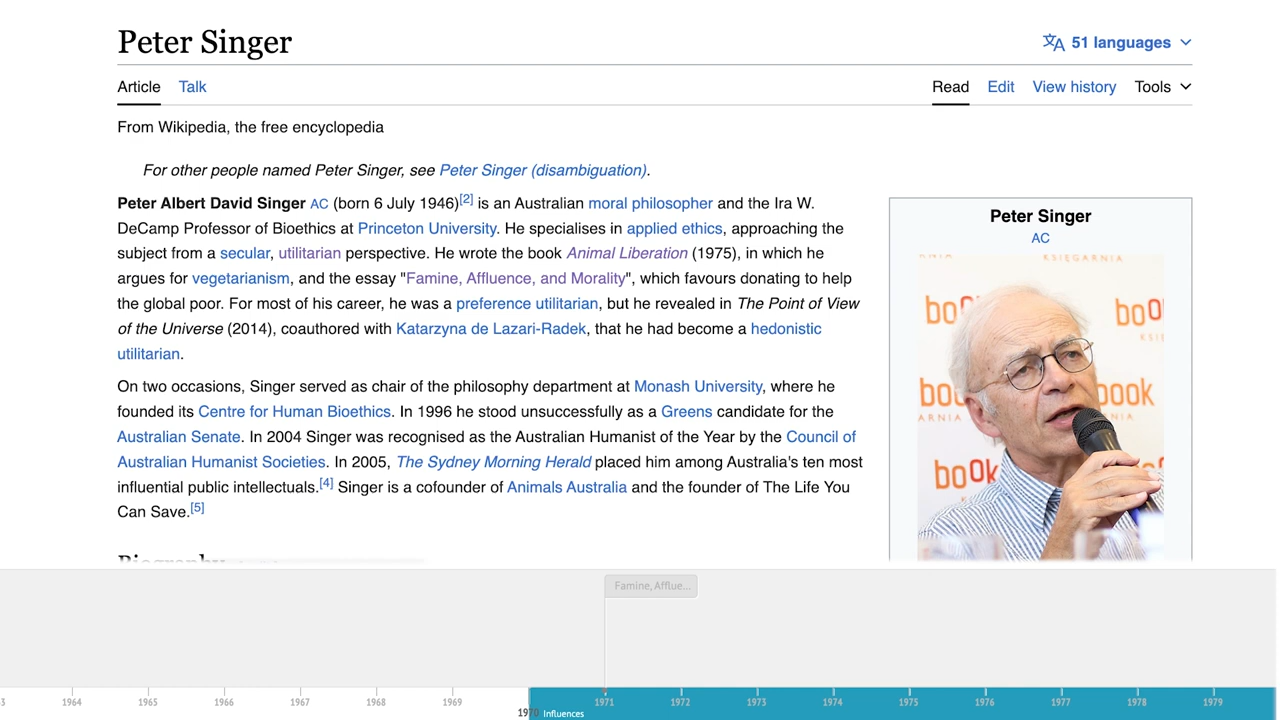 Peter Singer
51 languages
Article Talk Read Edit View history Tools
From Wikipedia, the free encyclopedia
For other people named Peter Singer, see Peter Singer (disambiguation).
Peter Albert David Singer AC (born 6 July 1946)[2] is an Australian moral philosopher and the Ira W.
DeCamp Professor of Bioethics at Princeton University. He specialises in applied ethics, approaching the
subject from a secular, utilitarian perspective. He wrote the book Animal Liberation (1975), in which he
argues for vegetarianism, and the essay "Famine, Affluence, and Morality", which favours donating to help
the global poor. For most of his career, he was a preference utilitarian, but he revealed in The Point of View
of the Universe (2014), coauthored with Katarzyna de Lazari-Radek, that he had become a hedonistic
utilitarian.
On two occasions, Singer served as chair of the philosophy department at Monash University, where he
founded its Centre for Human Bioethics. In 1996 he stood unsuccessfully as a Greens candidate for the
Australian Senate. In 2004 Singer was recognised as the Australian Humanist of the Year by the Council of
Australian Humanist Societies. In 2005, The Sydney Morning Herald placed him among Australia's ten most
influential public intellectuals.[4] Singer is a cofounder of Animals Australia and the founder of The Life You
Can Save.[5]
Biography
Peter Singer
AC
KSIEGARNIA
book
Famine, Afflue...
1964 1965 1966 1967 1968 1969 1971 1972 1973 1974 1975 1976 1977 1978 1979
1970 Influences